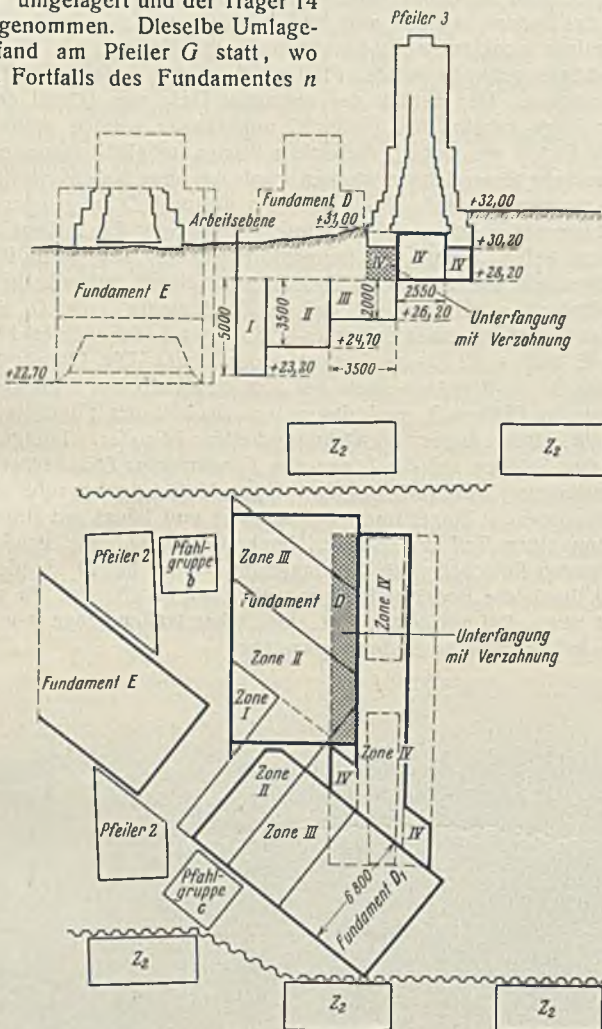 umgelagert und der Träger 14
genommen. Dieselbe Umlage-
fand am Pfeiler G statt, wo
Fortfalls des Fundamentes n
Pfeiler 3
Fundament D
+31,00
+32,00
Arbeitsebene
+30,20
IV
IV
IV
+28,20
Fundament E
5000
I
3500
II
III
2000
2550
+26,20
Unterfangung
mit Verzahnung
+24,70
+23,20
3500
+22,70
Z2
Z2
Pfeiler 2
Pfahl-
gruppe
b
Zone III
Fundament D
Zone IV
Unterfangung
mit Verzahnung
Zone II
Fundament E
Zone
I
Zone IV
Zone
II
IV
Pfeiler 2
Zone III
IV
Pfahl-
gruppe
c
6800
Fundament D1
Z2
Z2
Z2